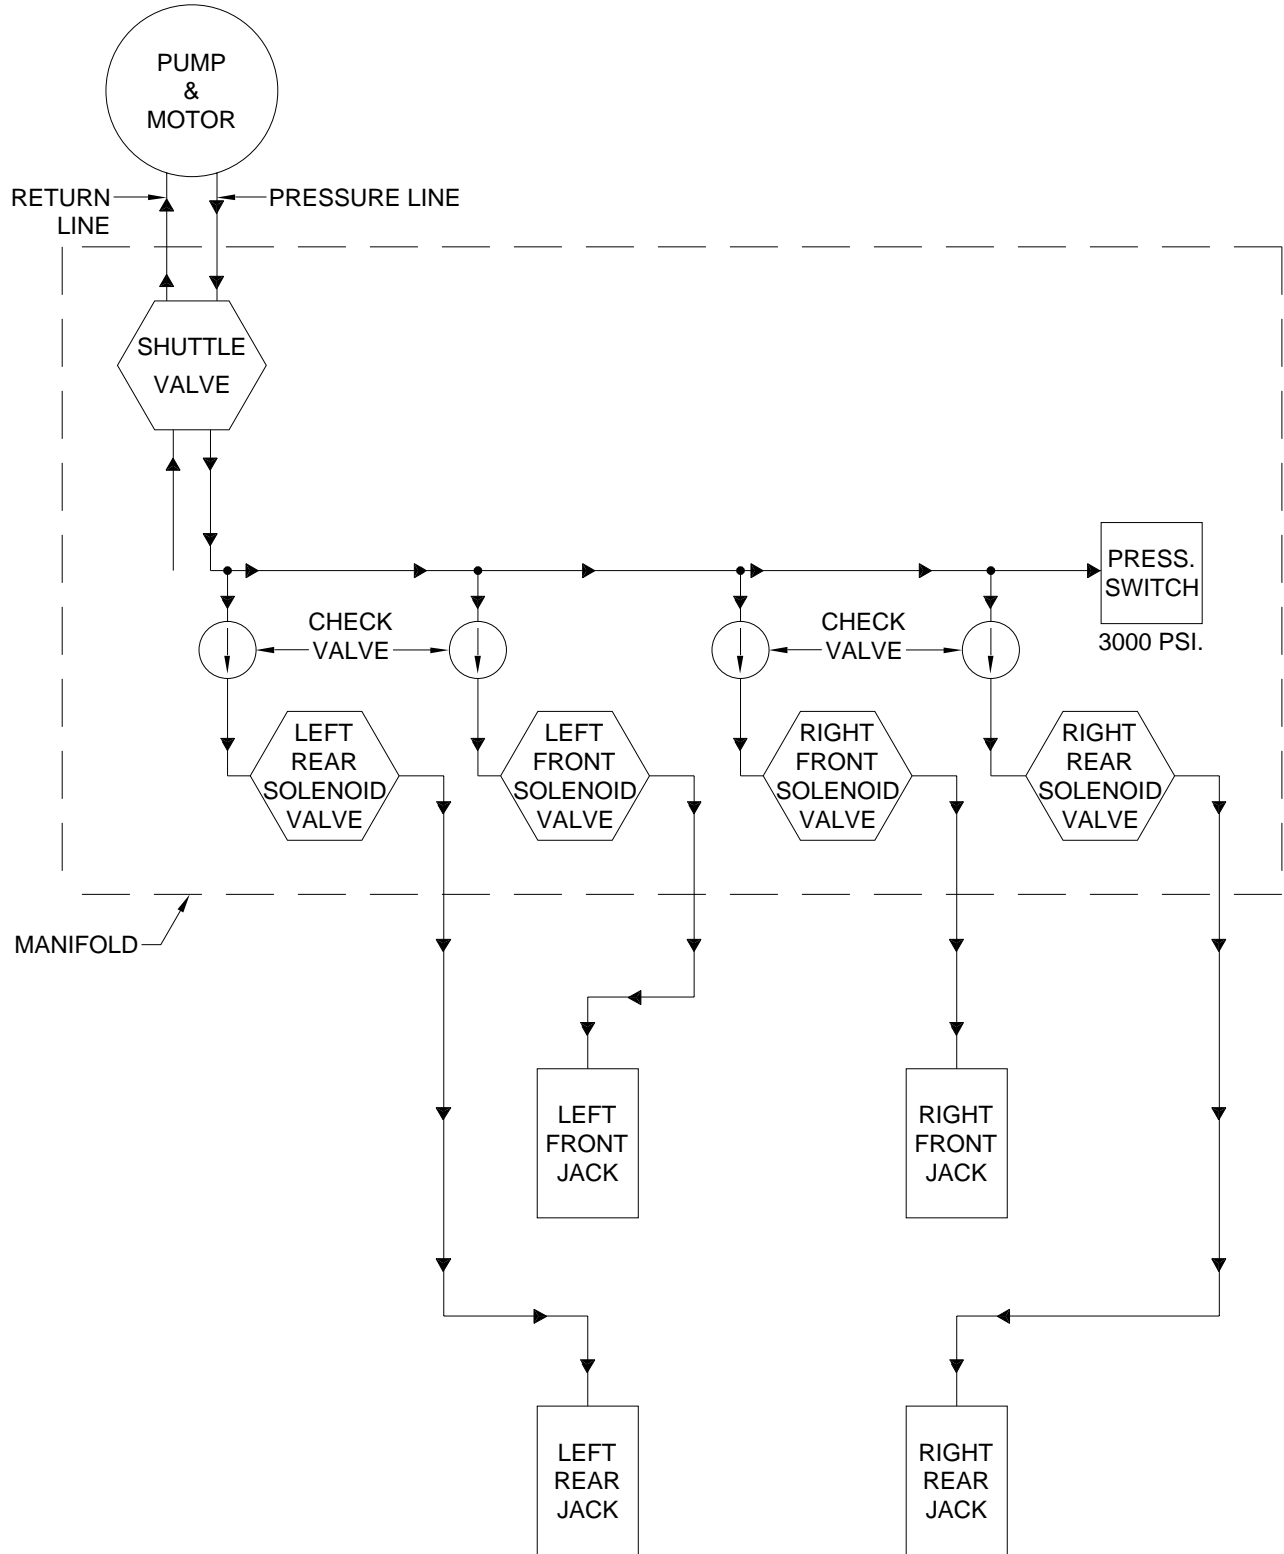 PUMP
&
MOTOR
RETURN
LINE
PRESSURE LINE
SHUTTLE
VALVE
PRESS.
SWITCH
3000 PSI.
CHECK
VALVE
CHECK
VALVE
LEFT
REAR
SOLENOID
VALVE
LEFT
FRONT
SOLENOID
VALVE
RIGHT
FRONT
SOLENOID
VALVE
RIGHT
REAR
SOLENOID
VALVE
MANIFOLD
LEFT
FRONT
JACK
RIGHT
FRONT
JACK
LEFT
REAR
JACK
RIGHT
REAR
JACK